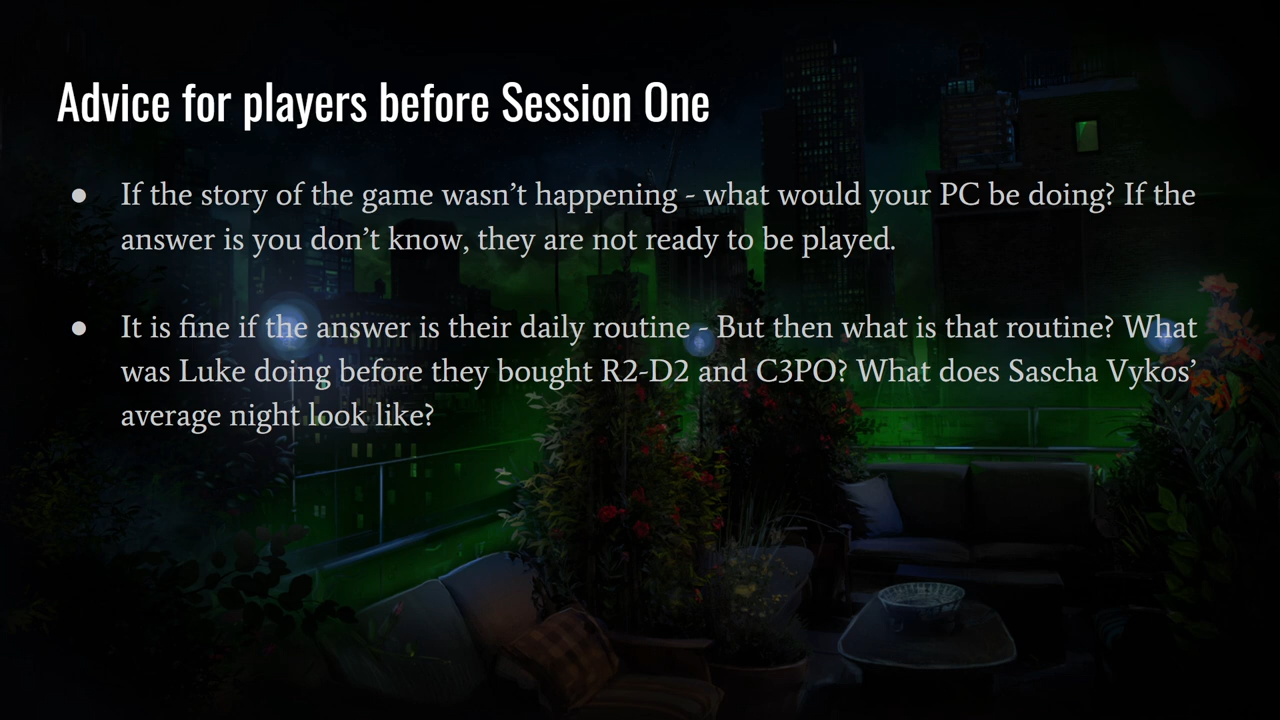 Advice for players before Session One
● If the story of the game wasn’t happening - what would your PC be doing? If the
answer is you don’t know, they are not ready to be played.
● It is fine if the answer is their daily routine - But then what is that routine? What
was Luke doing before they bought R2-D2 and C3PO? What does Sascha Vykos’
average night look like?